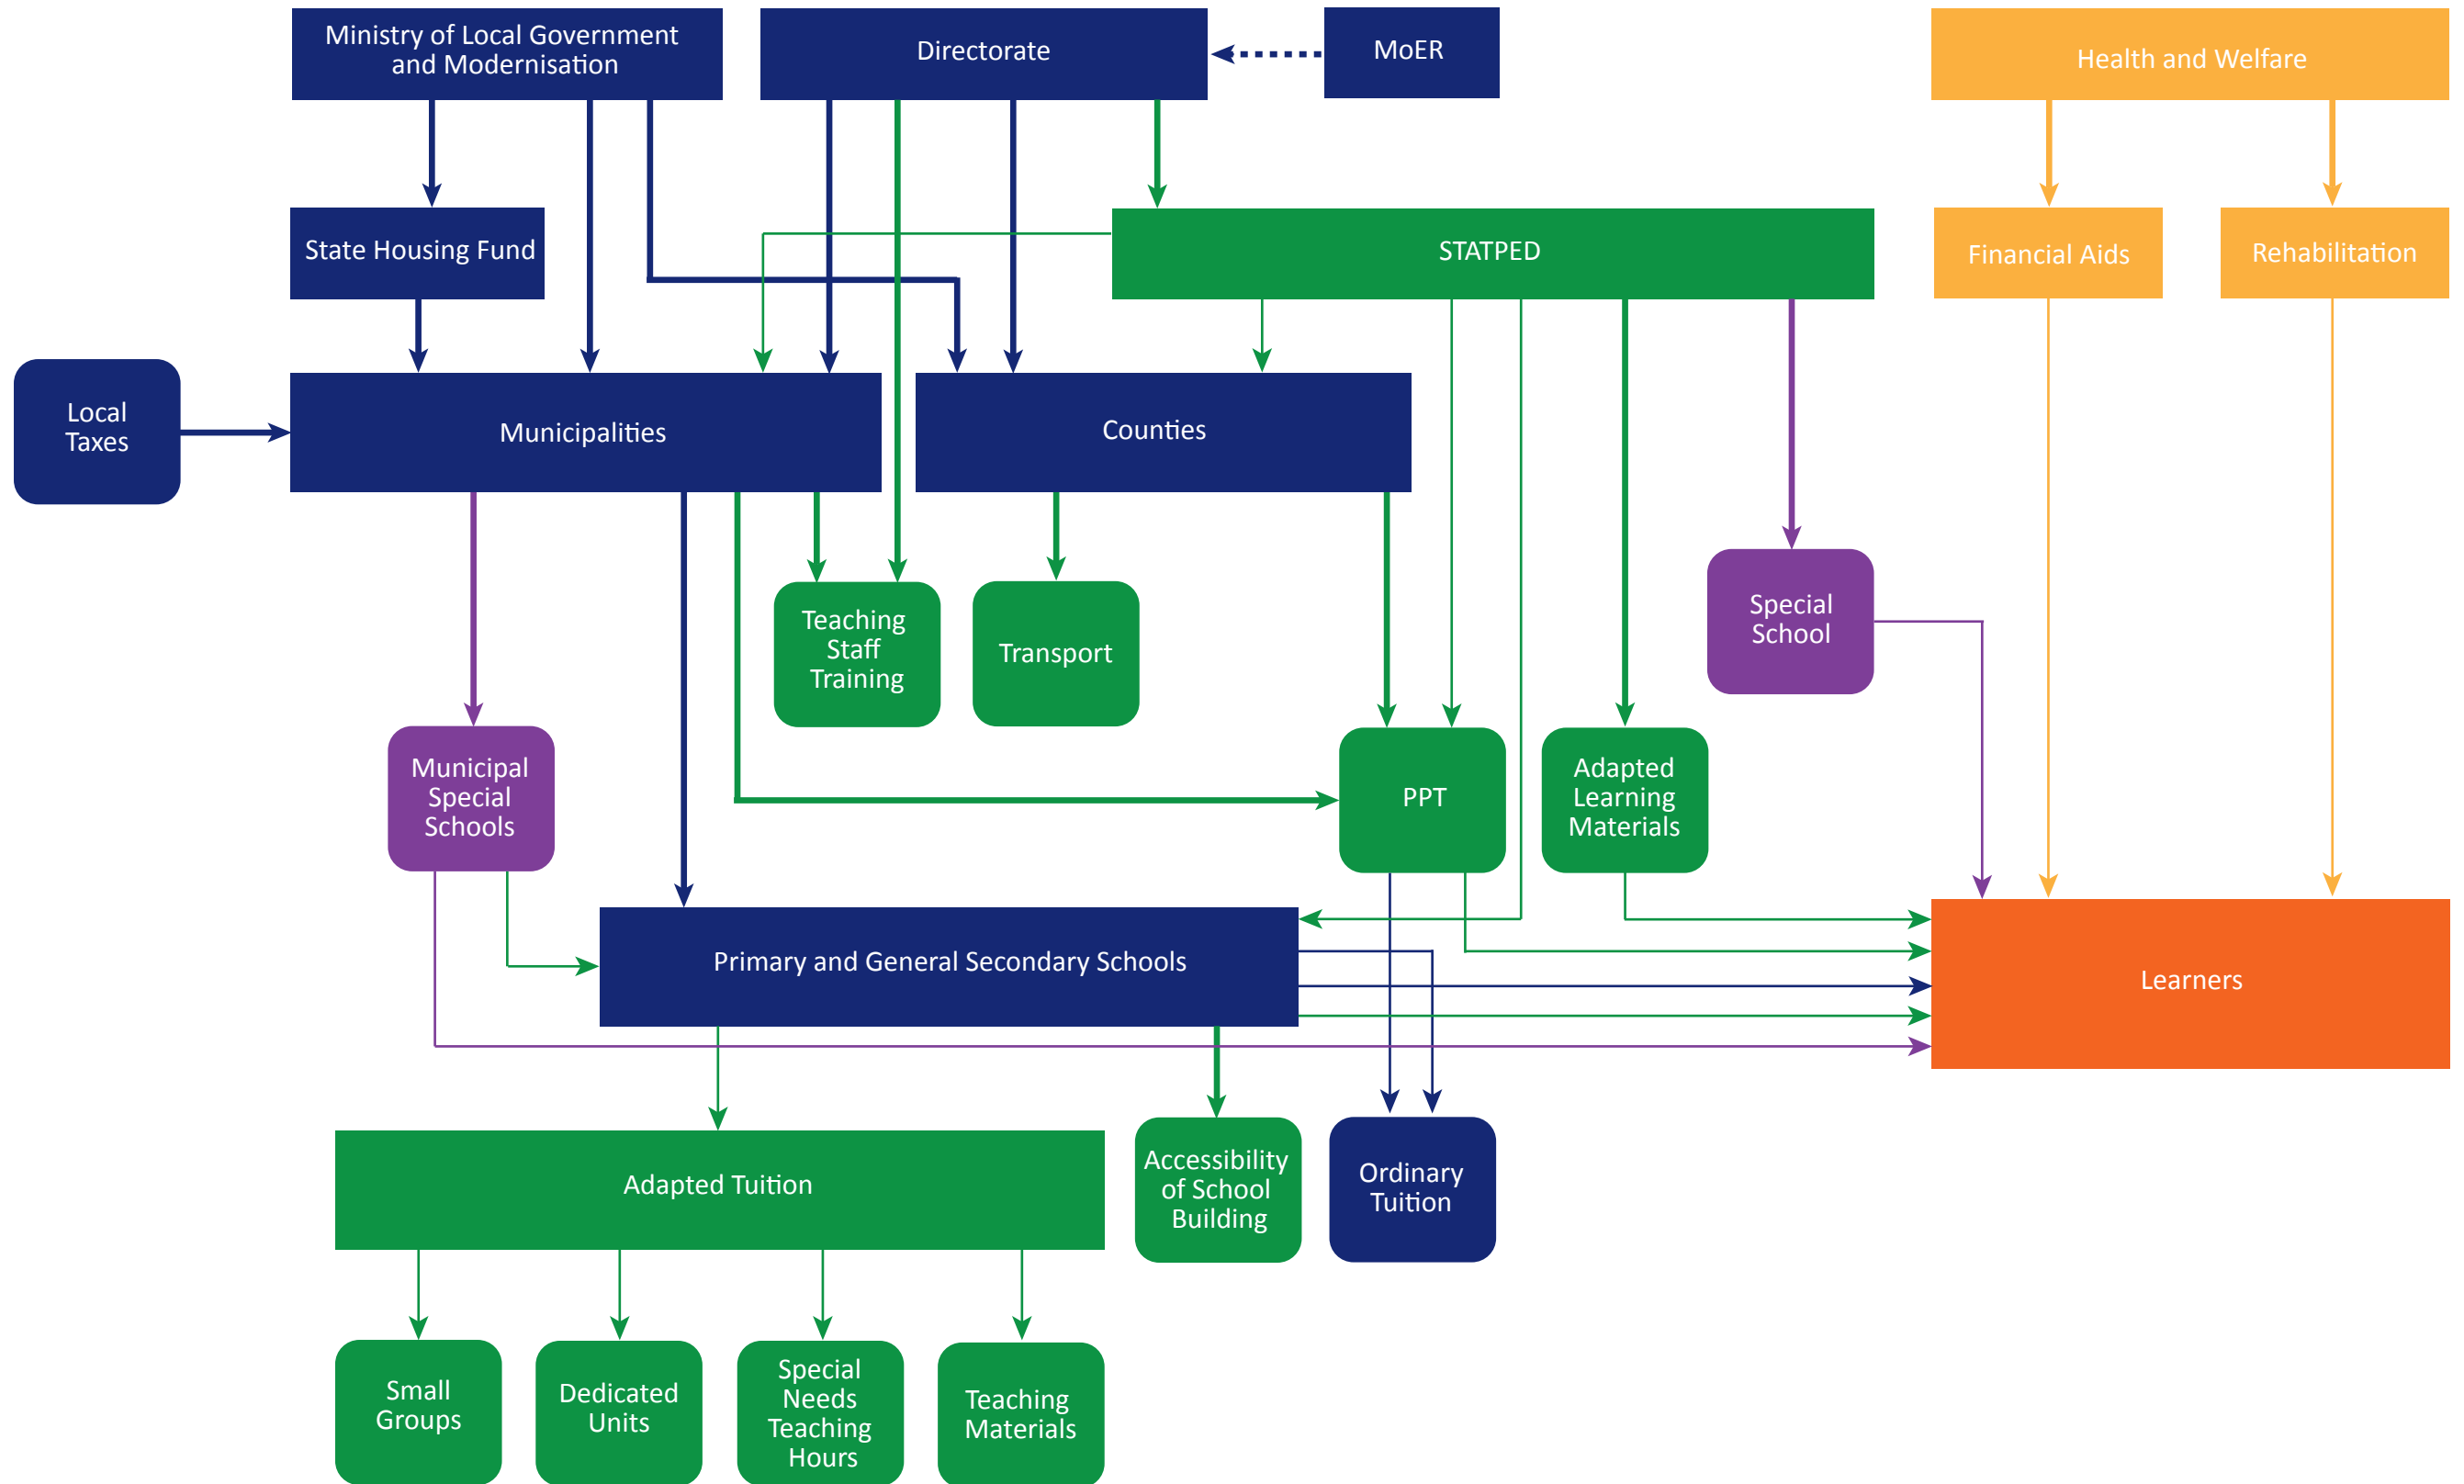 Ministry of Local Government
and Modernisation
Directorate
MoER
Health and Welfare
State Housing Fund
STATPED
Financial Aids
Rehabilitation
Local
Taxes
Municipalities
Counties
Teaching
Staff
Training
Transport
Special
School
Municipal
Special
Schools
PPT
Adapted
Learning
Materials
Primary and General Secondary Schools
Learners
Adapted Tuition
Accessibility
of School
Building
Ordinary
Tuition
Small
Groups
Dedicated
Units
Special
Needs
Teaching
Hours
Teaching
Materials